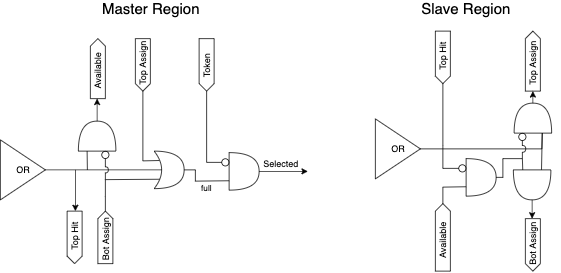 Master Region
Slave Region
Available
Top Assign
Token
Top Hit
Top Assign
OR
Selected
full
Top Hit
Bot Assign
OR
Available
Bot Assign